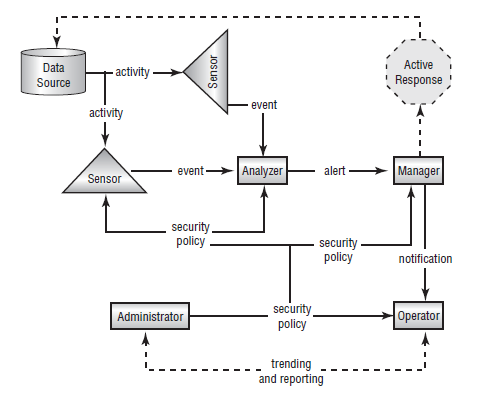 Data
Source
activity
Sensor
Active
Response
event
activity
Sensor
event
Analyzer
alert
Manager
security
policy
security
policy
notification
Administrator
security
policy
Operator
trending
and reporting